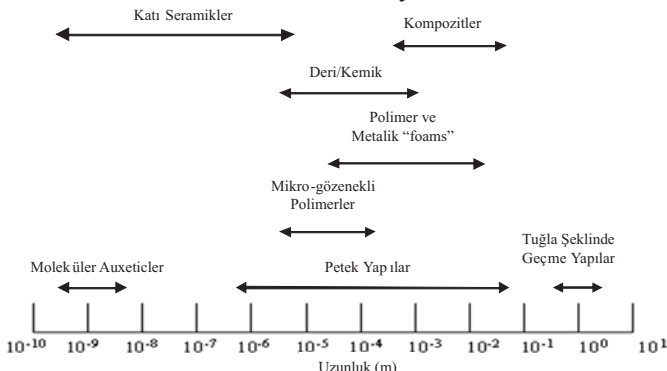 Katı Seramikler
Kompozitler
Deri/Kemik
Polimer ve
Metalik “foams”
Mikro-gözenekli
Polimerler
Tuğla Şeklinde
Geçme Yapılar
Moleküler Auxeticler
Petek Yapılar
10-10 10-9 10-8 10-7 10-6 10-5 10-4 10-3 10-2 10-1 100 101
Uzunluk (m)